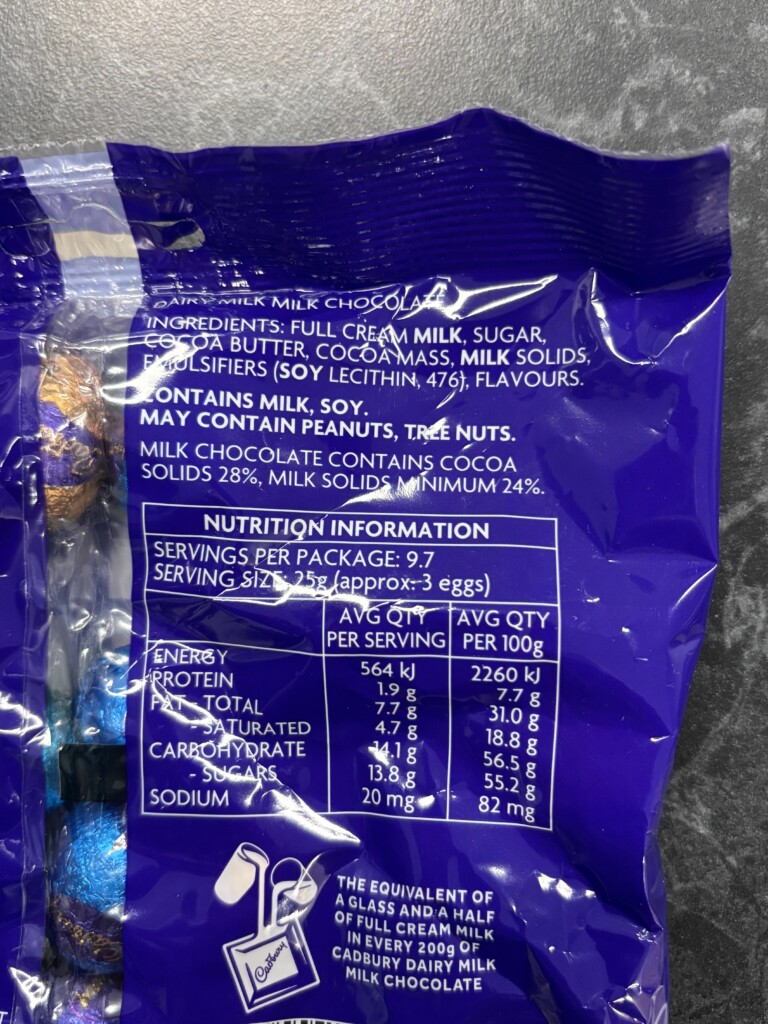 DAIRY MILK MILK CHOCOLATE
INGREDIENTS: FULL CREAM MILK, SUGAR,
COCOA BUTTER, COCOA MASS, MILK SOLIDS,
EMULSIFIERS (SOY LECITHIN, 476), FLAVOURS.
CONTAINS MILK, SOY.
MAY CONTAIN PEANUTS, TREE NUTS.
MILK CHOCOLATE CONTAINS COCOA
SOLIDS 28%, MILK SOLIDS MINIMUM 24%.
NUTRITION INFORMATION
SERVINGS PER PACKAGE: 9.7
SERVING SIZE: 25g (approx. 3 eggs)
AVG QTY AVG QTY
PER SERVING PER 100g
ENERGY 564 kJ 2260 kJ
PROTEIN 1.9 g 7.7 g
FAT - TOTAL 7.7 g 31.0 g
- SATURATED 4.7 g 18.8 g
CARBOHYDRATE 14.1 g 56.5 g
- SUGARS 13.8 g 55.2 g
SODIUM 20 mg 82 mg
Cadbury
THE EQUIVALENT OF
A GLASS AND A HALF
OF FULL CREAM MILK
IN EVERY 200g OF
CADBURY DAIRY MILK
MILK CHOCOLATE